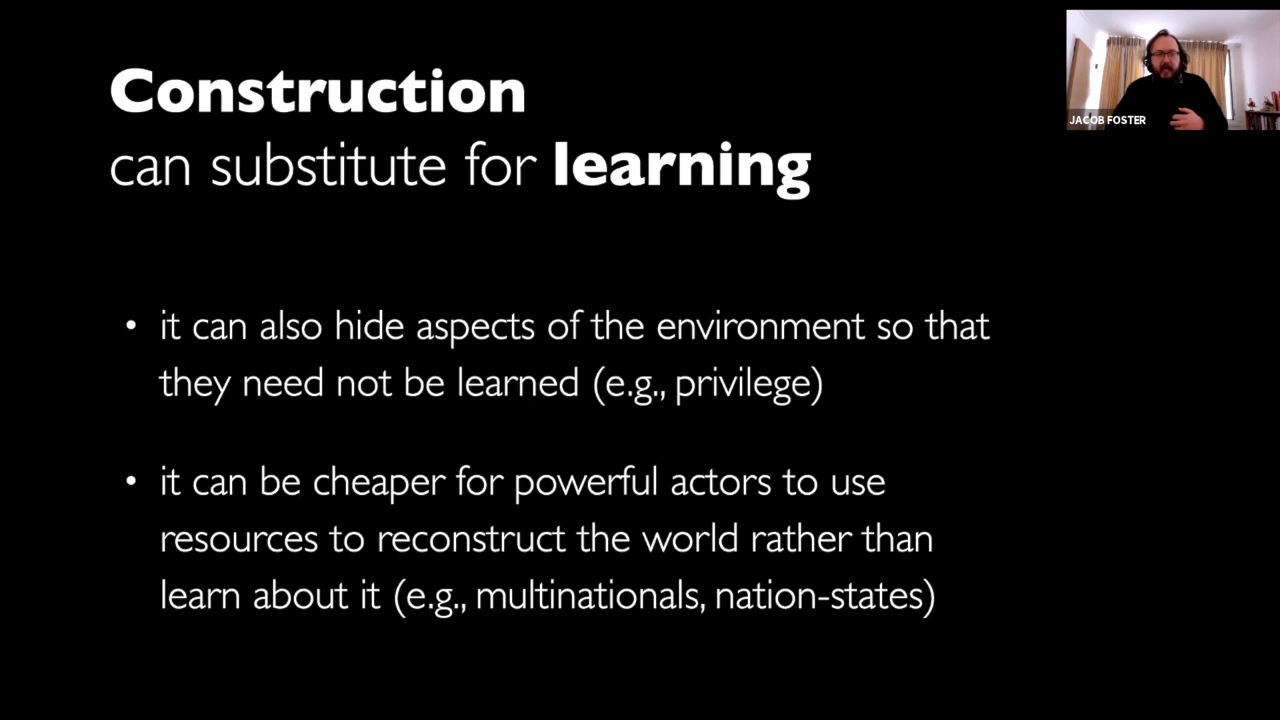 Construction
can substitute for learning
JACOB FOSTER
• it can also hide aspects of the environment so that
they need not be learned (e.g., privilege)
• it can be cheaper for powerful actors to use
resources to reconstruct the world rather than
learn about it (e.g., multinationals, nation-states)